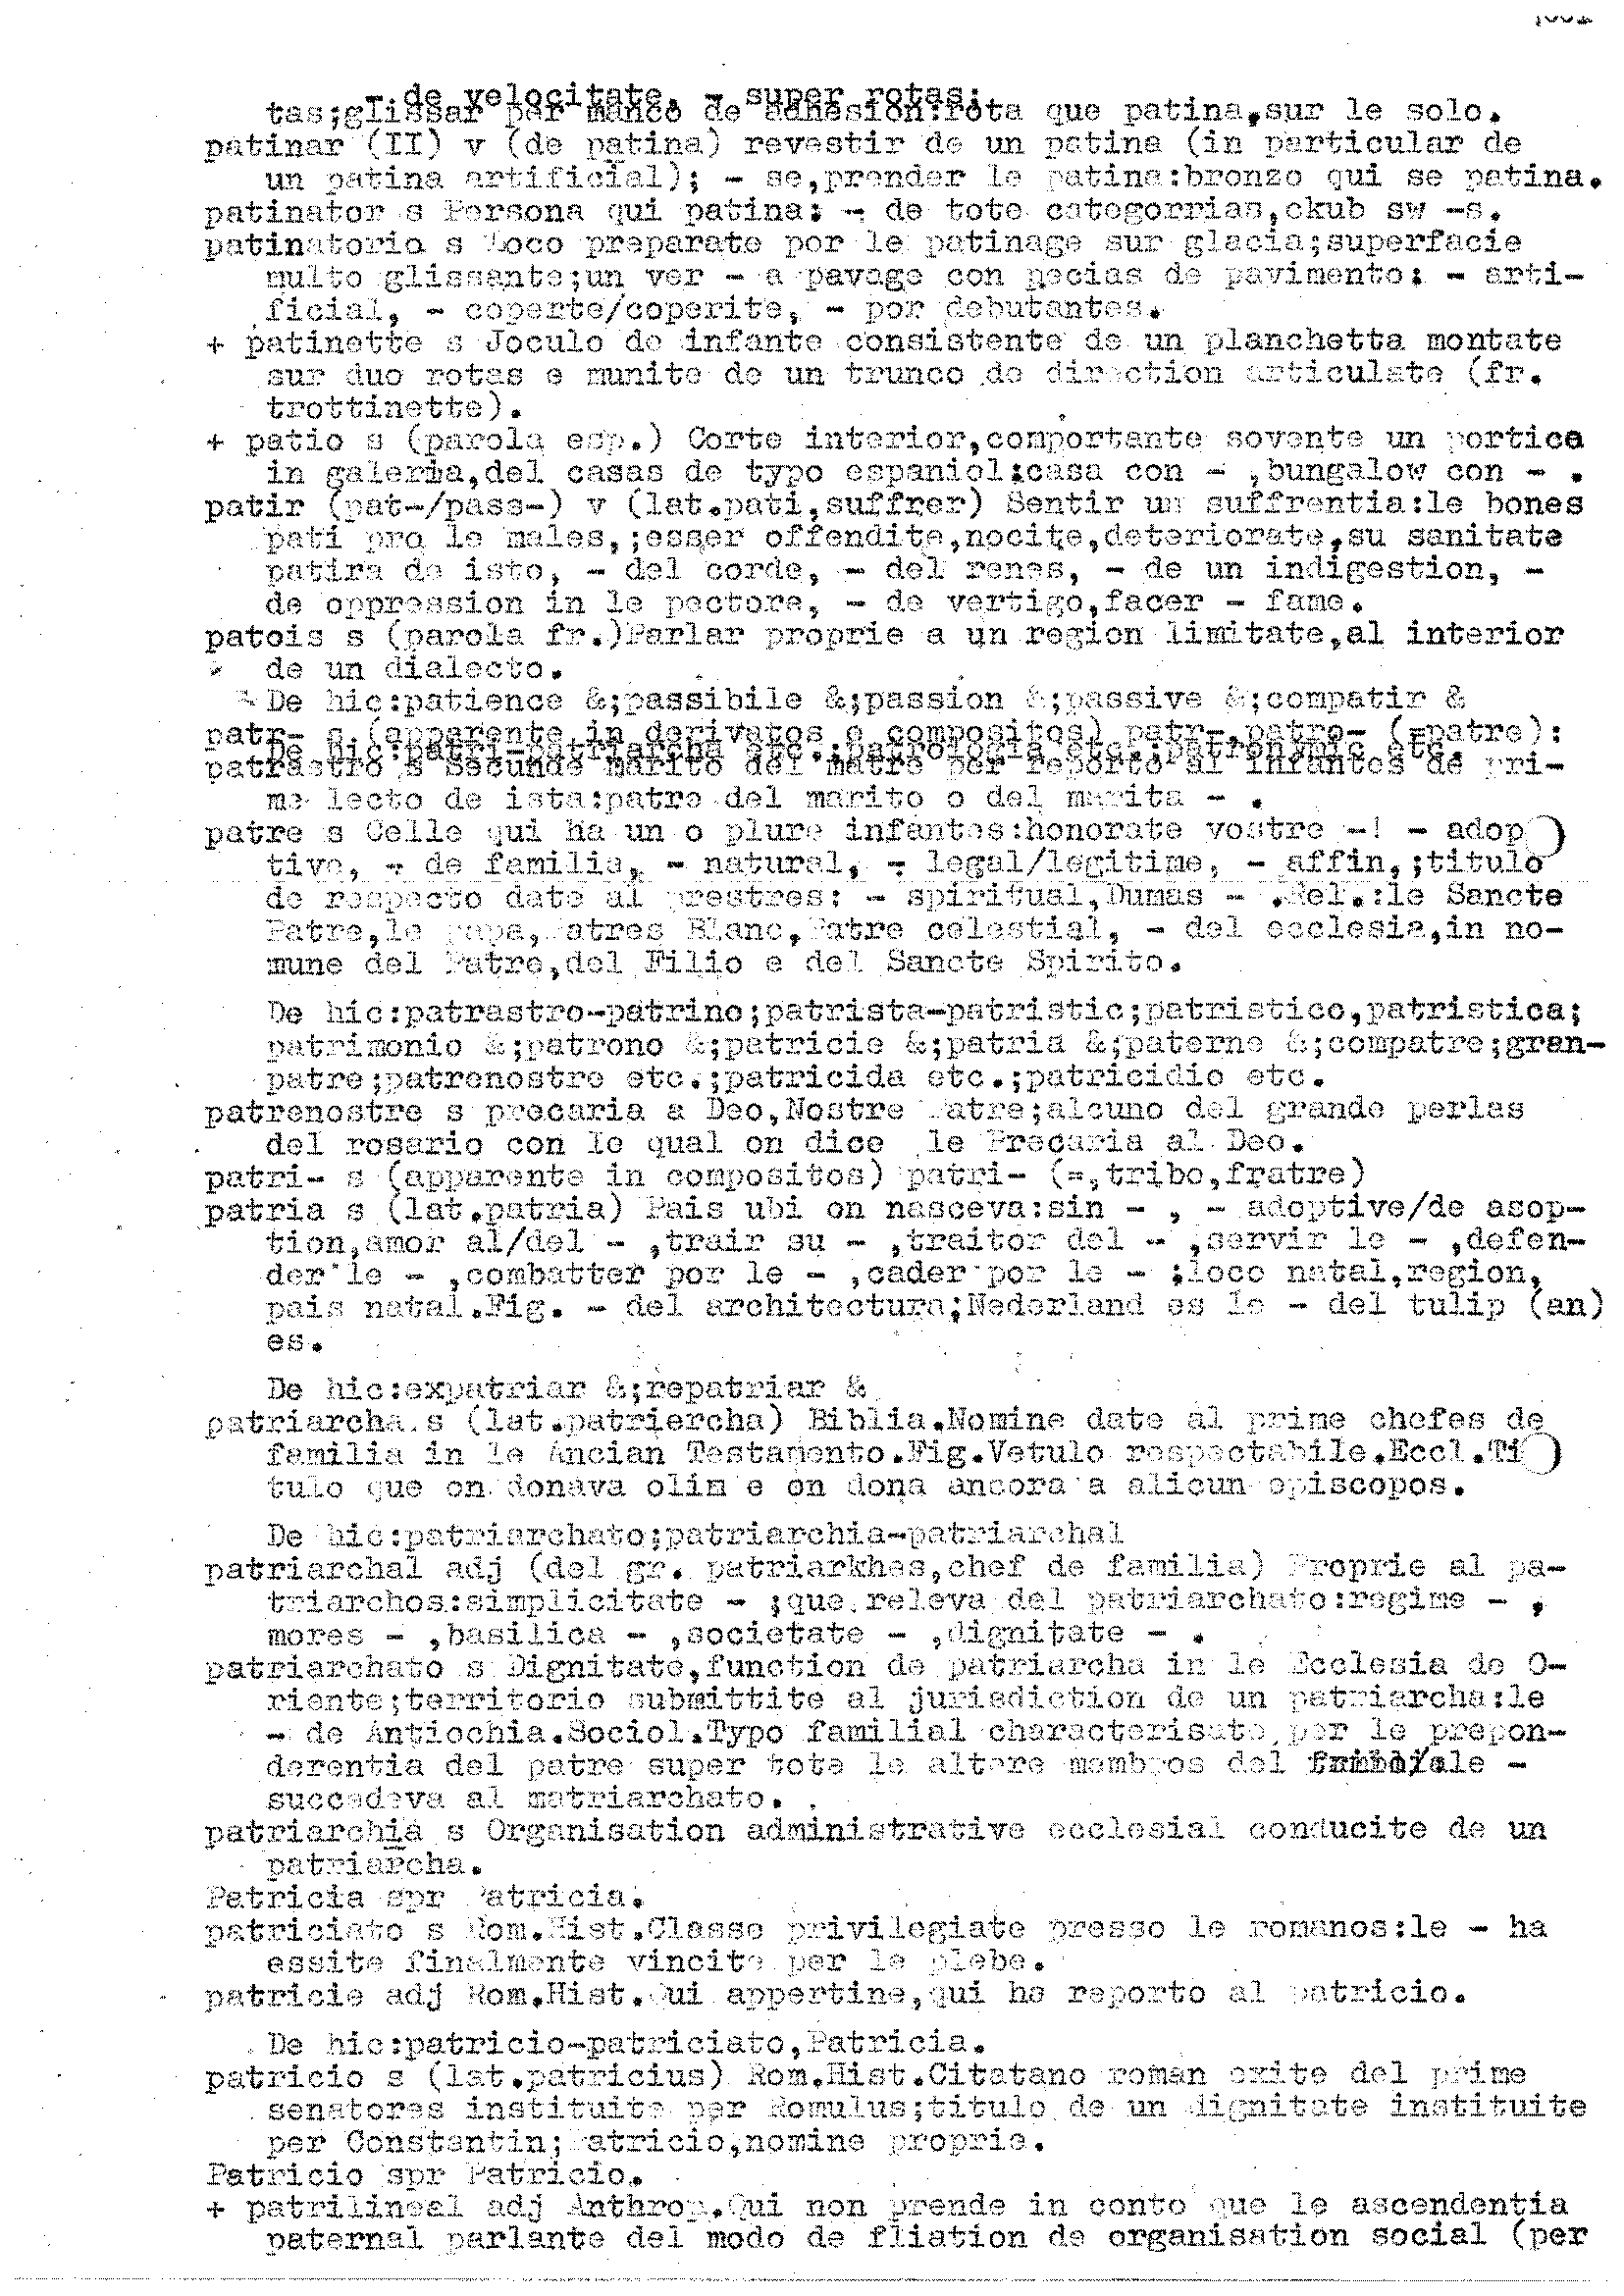 - de velocitate, - super rotas;
tas;glissar per manco de adhesion:rota que patina,sur le solo.
patinar (II) v (de patina) revestir de un patina (in particular de
un patina artificial); - se,prender le patina:bronzo qui se patina.
patinator s Persona qui patina: - de tote categorrias,ckub sw -s.
patinatorio s Loco preparate por le patinage sur glacia;superfacie
multo glissante;un ver - a pavage con pecias de pavimento: - arti-
ficial, - coperte/coperite, - por debutantes.
+ patinette s Joculo de infante consistente de un planchetta montate
sur duo rotas e munite de un trunco de direction articulate (fr.
trottinette).
+ patio s (parola esp.) Corte interior,comportante sovente un portice
in galeria,del casas de typo espaniol:casa con - ,bungalow con - .
patir (pat-/pass-) v (lat.pati,suffrer) Sentir un suffrentia:le bones
pati pro le males,;esser offendite,nocite,deteriorate,su sanitate
patira de isto, - del corde, - del renes, - de un indigestion, -
de oppression in le pectore, - de vertigo,facer - fame.
patois s (parola fr.)Parlar proprie a un region limitate,al interior
de un dialecto.
De hic:patience &;passibile &;passion &;passive &;compatir &
patr- s (apparente in derivatos e compositos) patr-,patro- (=patre):
De hic:patri-patriarcha etc.;patrologia etc.;patronymic etc.
patrastro s Secunde marito del matre per reporto al infantes de pri-
me lecto de ista:patre del marito o del marita - .
patre s Celle qui ha un o plure infantes:honorate vostre -! - adop
tive, - de familia, - natural, - legal/legitime, - affin,;titulo
de respecto date al prestres: - spiritual,Dumas - .Rel.:le Sancte
Patre,le papa,Patres Blanc,Patre celestial, - del ecclesia,in no-
mune del Patre,del Filio e del Sancte Spirito.
De hic:patrastro-patrino;patrista-patristic;patristico,patristica;
patrimonio &;patrono &;patricie &;patria &;paterne &;compatre;gran-
patre;patrenostre etc.;patricida etc.;patricidio etc.
patrenostre s precaria a Deo,Nostre Patre;alcuno del grande perlas
del rosario con le qual on dice le Precaria al Deo.
patri- s (apparente in compositos) patri- (=,tribo,fratre)
patria s (lat.patria) Pais ubi on nasceva:sin - , - adoptive/de asop-
tion,amor al/del - ,trair su - ,traitor del - ,servir le - ,defen-
der le - ,combatter por le - ,cader por le - ;loco natal,region,
pais natal.Fig. - del architectura;Nederland es le - del tulip (an)
es.
De hic:expatriar &;repatriar &
patriarcha s (lat.patriercha) Biblia.Nomine date al prime chefes de
familia in le Ancian Testamento.Fig.Vetulo respectabile.Eccl.Ti
tulo que on donava olim e on dona ancora a alicun episcopos.
De hic:patriarchato;patriarchia-patriarchal
patriarchal adj (del gr. patriarkhes,chef de familia) Proprie al pa-
triarchos:simplicitate - ;que releva del patriarchato:regime - ,
mores - ,basilica - ,societate - ,dignitate - .
patriarchato s Dignitate,function de patriarcha in le Ecclesia de O-
riente;territorio submittite al jurisdiction de un patriarcha:le
- de Antiochia.Sociol.Typo familial characterisate per le prepon-
derentia del patre super tote le altere membros del le -
succedeva al matriarchato.
patriarchia s Organisation administrative ecclesial conducite de un
patriarcha.
Patricia spr Patricia.
patriciato s Rom.Hist.Classe privilegiate presso le romanos:le - ha
essite finalmente vincite per le plebe.
patricie adj Rom.Hist.Qui appertine,qui ha reporto al patricio.
De hic:patricio-patriciato,Patricia.
patricio s (lat.patricius) Rom.Hist.Citatano roman exite del prime
senatores instituite per Romulus;titulo de un dignitate instituite
per Constantin;Patricio,nomine proprie.
Patricio spr Patricio.
+ patrilineal adj Anthrop.Qui non prende in conto que le ascendentia
paternal parlante del modo de fliation de organisation social (per